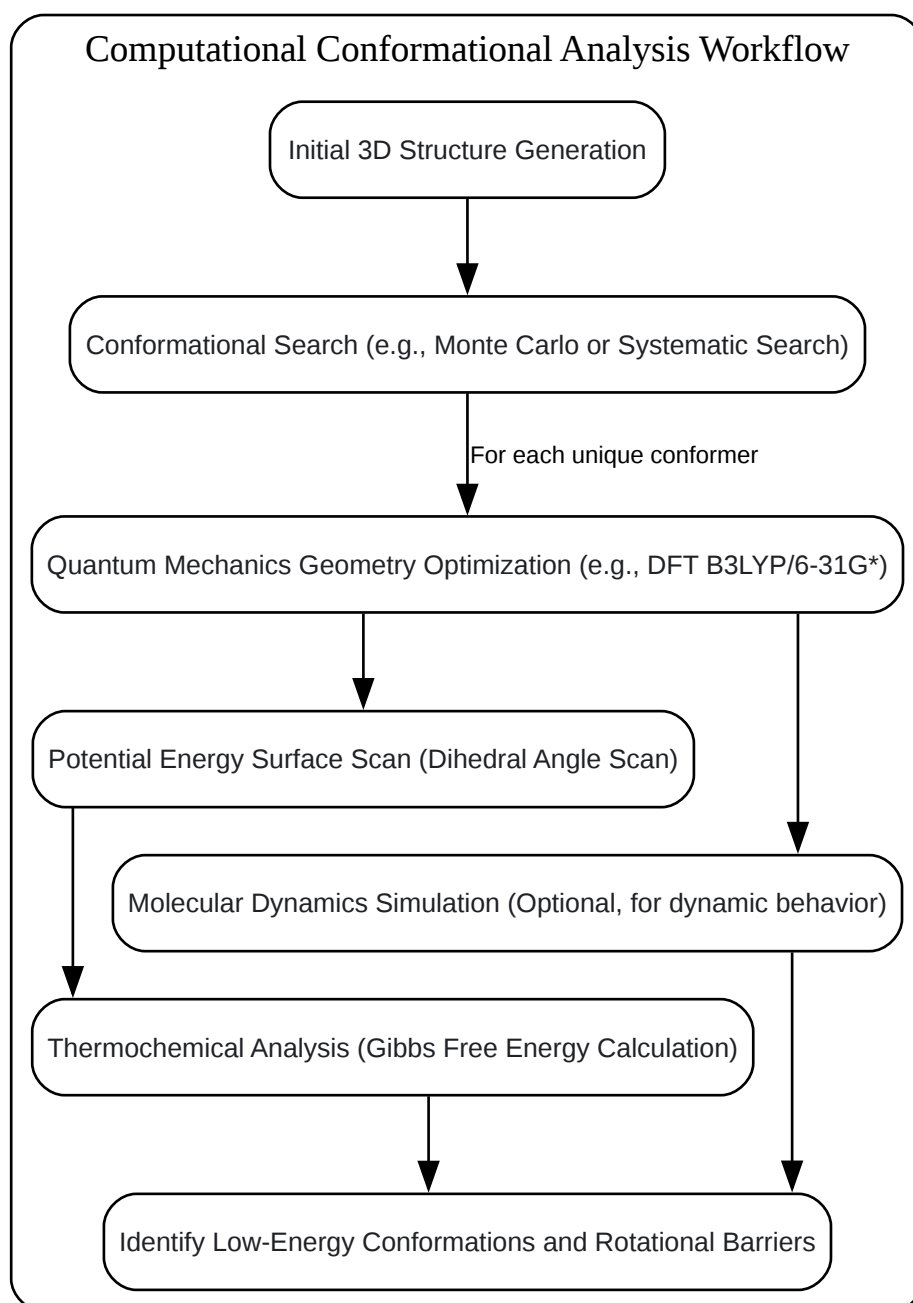 Computational Conformational Analysis Workflow
Initial 3D Structure Generation
Conformational Search (e.g., Monte Carlo or Systematic Search)
For each unique conformer
Quantum Mechanics Geometry Optimization (e.g., DFT B3LYP/6-31G*)
Potential Energy Surface Scan (Dihedral Angle Scan)
Molecular Dynamics Simulation (Optional, for dynamic behavior)
Thermochemical Analysis (Gibbs Free Energy Calculation)
Identify Low-Energy Conformations and Rotational Barriers